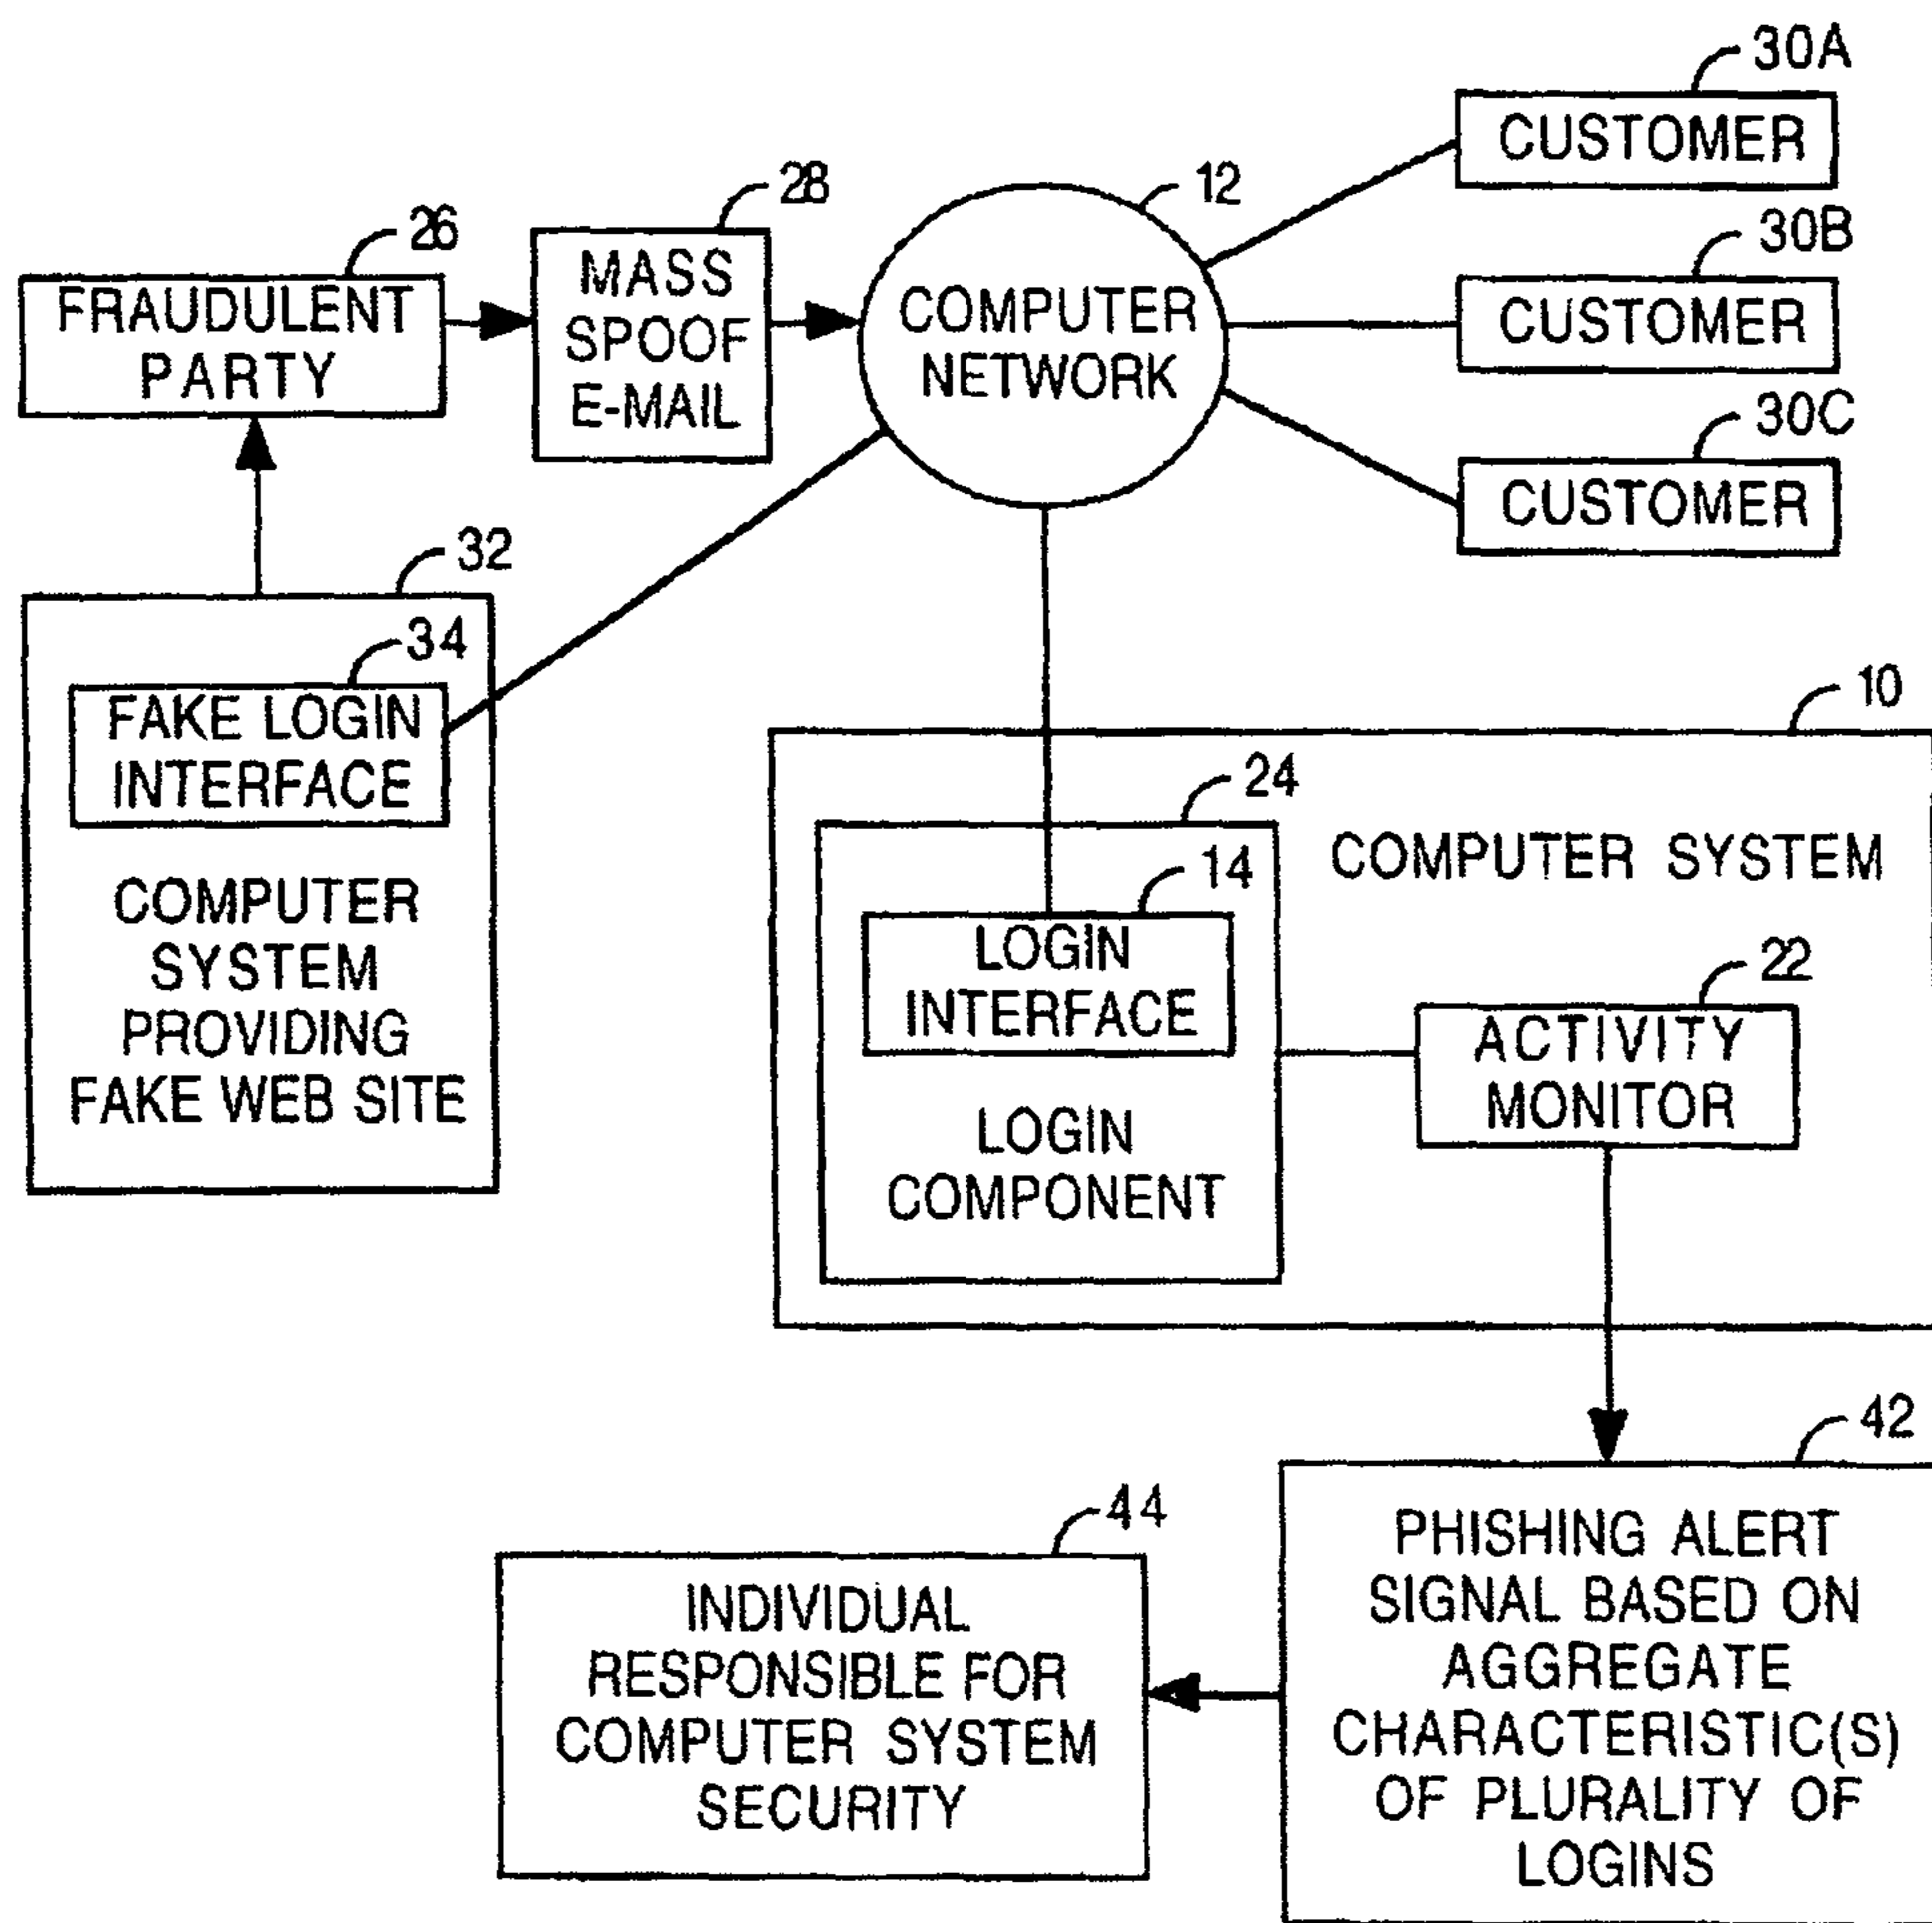 30A
CUSTOMER
28
12
26
30B
MASS
SPOOF
E-MAIL
FRAUDULENT
PARTY
COMPUTER
NETWORK
CUSTOMER
30C
CUSTOMER
32
34
FAKE LOGIN
INTERFACE
COMPUTER
SYSTEM
PROVIDING
FAKE WEB SITE
10
24
COMPUTER SYSTEM
14
LOGIN
INTERFACE
LOGIN
COMPONENT
22
ACTIVITY
MONITOR
42
PHISHING ALERT
SIGNAL BASED ON
AGGREGATE
CHARACTERISTIC(S)
OF PLURALITY OF
LOGINS
44
INDIVIDUAL
RESPONSIBLE FOR
COMPUTER SYSTEM
SECURITY